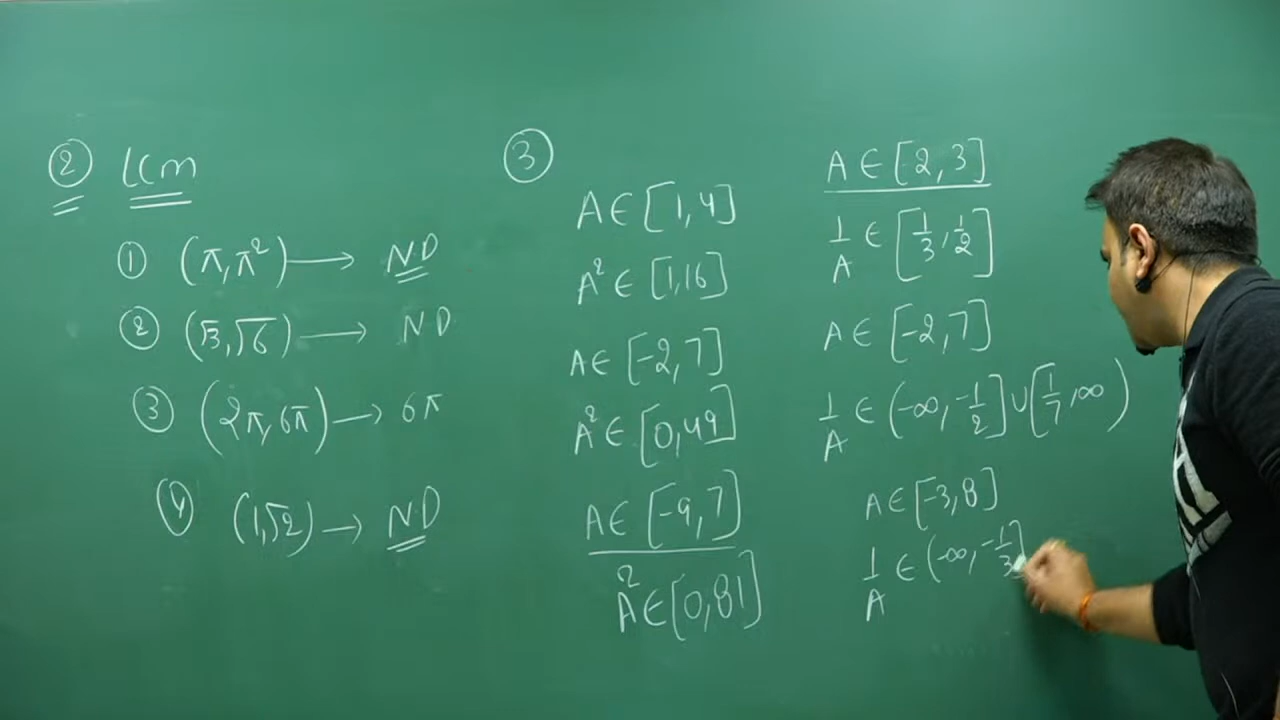 ② LCM
① (π, π²) → ND
② (√3, √6) → ND
③ (2π, 6π) → 6π
④ (1, √2) → ND
③
A ∈ [1, 4]
A² ∈ [1, 16]
A ∈ [-2, 7]
A² ∈ [0, 49]
A ∈ [-9, 7]
A² ∈ [0, 81]
A ∈ [-2, 3]
1/A ∈ [1/3, 1/2]
A ∈ [-2, 7]
1/A ∈ (-∞, -1/2] ∪ [1/7, ∞)
A ∈ [-3, 8]
1/A ∈ (-∞, -1/3]